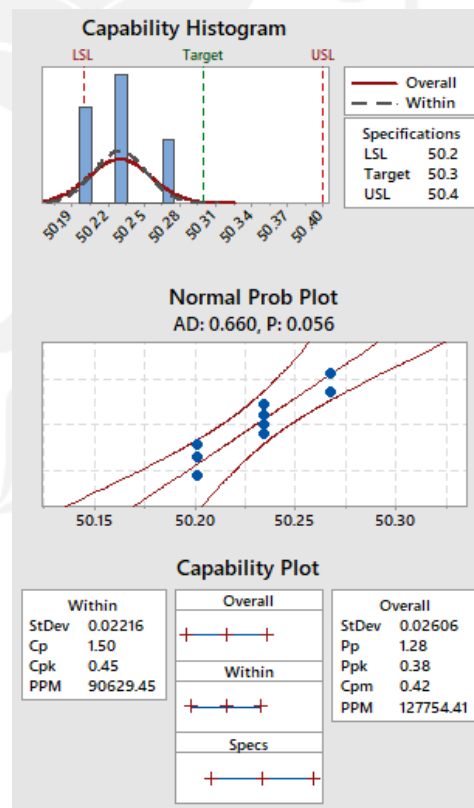 Capability Histogram
LSL Target USL
Overall
Within
Specifications
LSL 50.2
Target 50.3
USL 50.4
50.19 50.22 50.25 50.28 50.31 50.34 50.37 50.40
Normal Prob Plot
AD: 0.660, P: 0.056
50.15 50.20 50.25 50.30
Capability Plot
Within
StDev 0.02216
Cp 1.50
Cpk 0.45
PPM 90629.45
Overall
Within
Specs
Overall
StDev 0.02606
Pp 1.28
Ppk 0.38
Cpm 0.42
PPM 127754.41